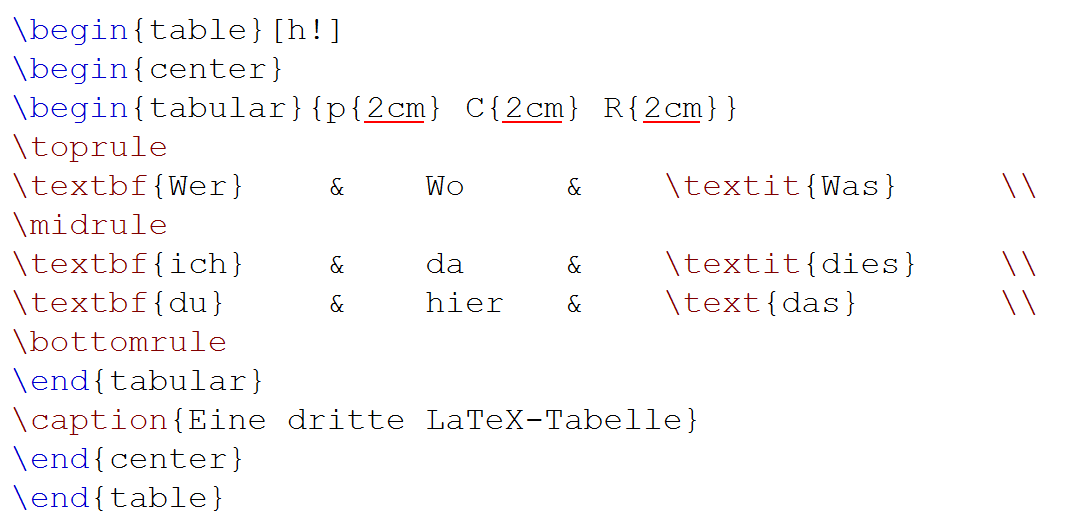 \begin{table}[h!]
\begin{center}
\begin{tabular}{p{2cm} C{2cm} R{2cm}}
\toprule
\textbf{Wer} & Wo & \textit{Was} \\
\midrule
\textbf{ich} & da & \textit{dies} \\
\textbf{du} & hier & \text{das} \\
\bottomrule
\end{tabular}
\caption{Eine dritte LaTeX-Tabelle}
\end{center}
\end{table}